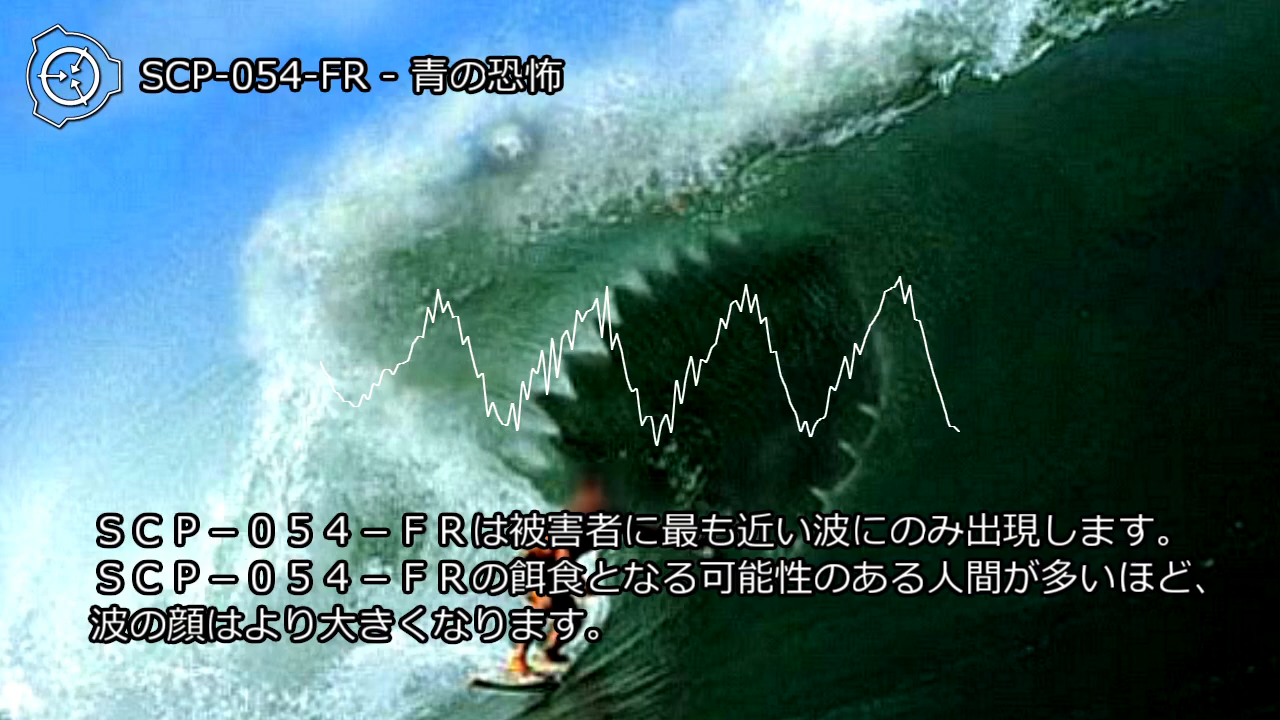 SCP-054-FR - 青の恐怖
ＳＣＰ－０５４－ＦＲは被害者に最も近い波にのみ出現します。
ＳＣＰ－０５４－ＦＲの餌食となる可能性のある人間が多いほど、
波の顔はより大きくなります。